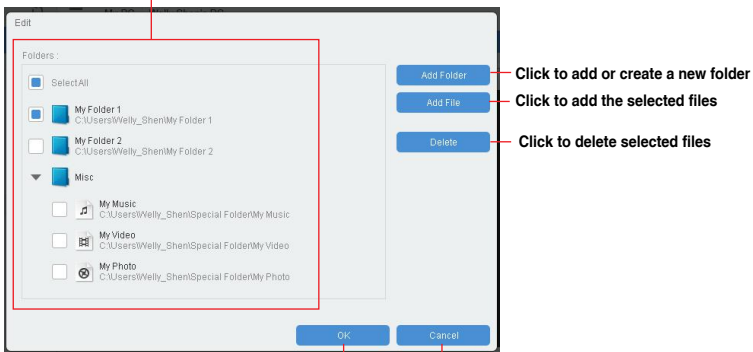 Edit
Folders :
SelectAll
My Folder 1
C:\Users\Welly_Shen\My Folder 1
My Folder 2
C:\Users\Welly_Shen\My Folder 2
Misc
My Music
C:\Users\Welly_Shen\Special Folder\My Music
My Video
C:\Users\Welly_Shen\Special Folder\My Video
My Photo
C:\Users\Welly_Shen\Special Folder\My Photo
Add Folder
Click to add or create a new folder
Add File
Click to add the selected files
Delete
Click to delete selected files
OK
Cancel